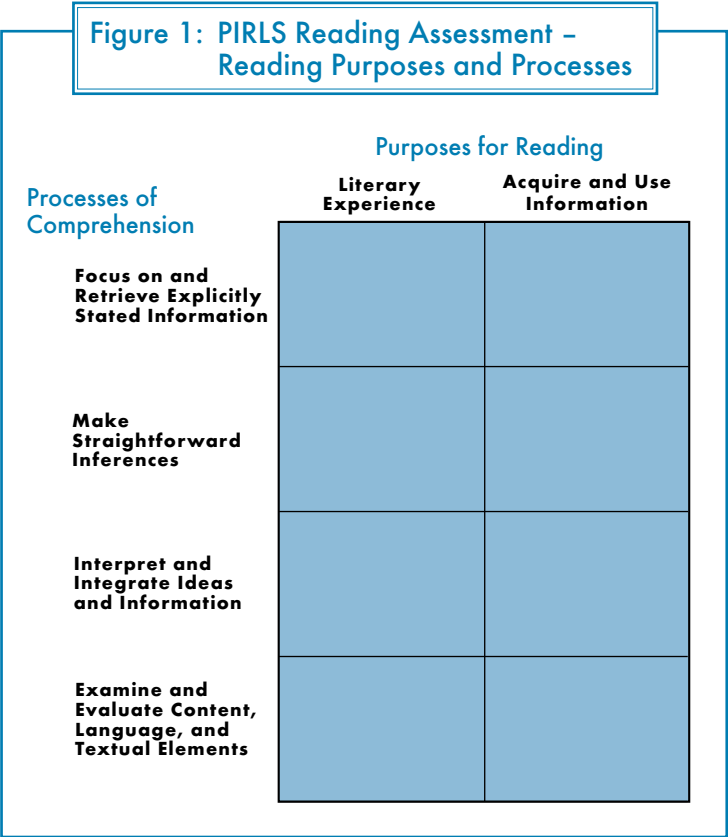 Figure 1: PIRLS Reading Assessment –
Reading Purposes and Processes
Purposes for Reading
Processes of
Comprehension
Literary
Experience
Acquire and Use
Information
Focus on and
Retrieve Explicitly
Stated Information
Make
Straightforward
Inferences
Interpret and
Integrate Ideas
and Information
Examine and
Evaluate Content,
Language, and
Textual Elements